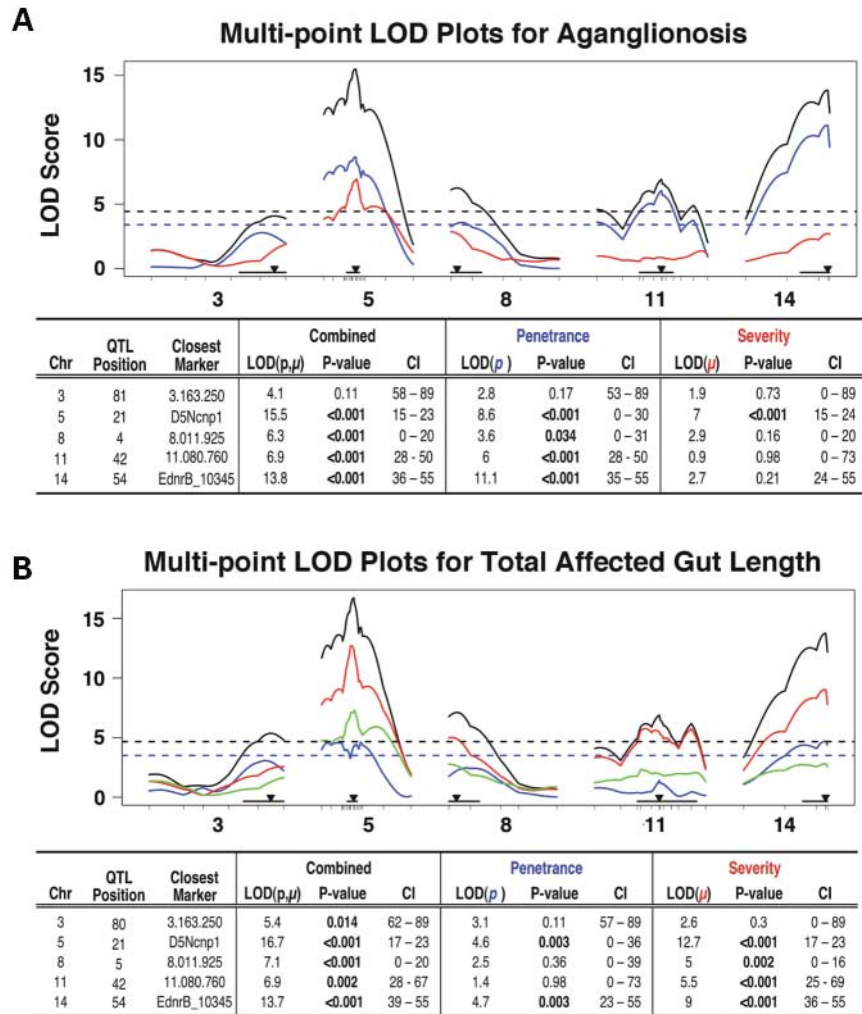 A
Multi-point LOD Plots for Aganglionosis
LOD Score
15
10
5
0
3 5 8 11 14
Combined Penetrance Severity
Chr QTL Position Closest Marker LOD(p,μ) P-value CI LOD(p ) P-value CI LOD(μ) P-value CI
3 81 3.163.250 4.1 0.11 58 – 89 2.8 0.17 53 – 89 1.9 0.73 0 – 89
5 21 D5Ncnp1 15.5 <0.001 15 – 23 8.6 <0.001 0 – 30 7 <0.001 15 – 24
8 4 8.011.925 6.3 <0.001 0 – 20 3.6 0.034 0 – 31 2.9 0.16 0 – 20
11 42 11.080.760 6.9 <0.001 28 - 50 6 <0.001 28 - 50 0.9 0.98 0 – 73
14 54 EdnrB_10345 13.8 <0.001 36 – 55 11.1 <0.001 35 – 55 2.7 0.21 24 – 55
B
Multi-point LOD Plots for Total Affected Gut Length
LOD Score
15
10
5
0
3 5 8 11 14
Combined Penetrance Severity
Chr QTL Position Closest Marker LOD(p,μ) P-value CI LOD(p ) P-value CI LOD(μ) P-value CI
3 80 3.163.250 5.4 0.014 62 – 89 3.1 0.11 57 – 89 2.6 0.3 0 – 89
5 21 D5Ncnp1 16.7 <0.001 17 – 23 4.6 0.003 0 – 36 12.7 <0.001 17 – 23
8 5 8.011.925 7.1 <0.001 0 – 20 2.5 0.36 0 – 39 5 0.002 0 – 16
11 42 11.080.760 6.9 0.002 28 - 67 1.4 0.98 0 – 73 5.5 <0.001 25 - 69
14 54 EdnrB_10345 13.7 <0.001 39 – 55 4.7 0.003 23 – 55 9 <0.001 36 – 55